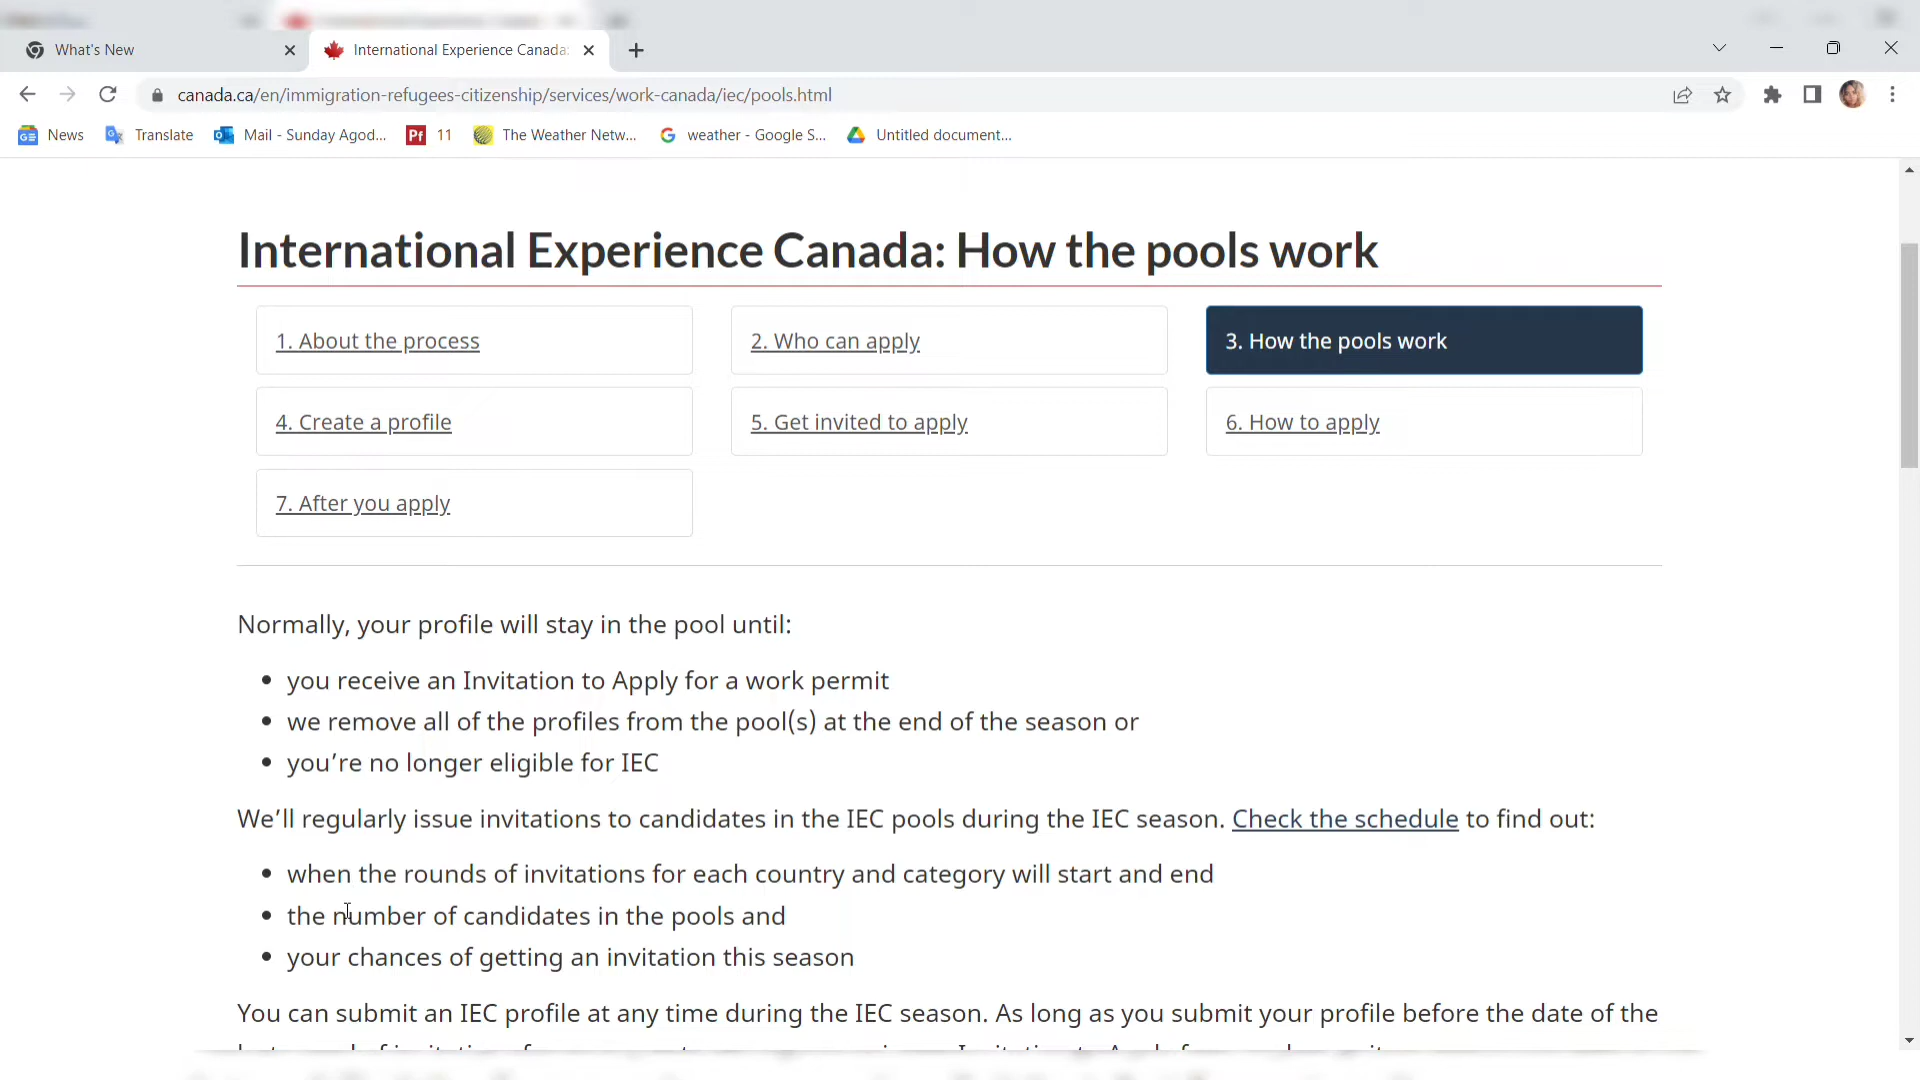 What's New
International Experience Canada:
canada.ca/en/immigration-refugees-citizenship/services/work-canada/iec/pools.html
News
Translate
Mail - Sunday Agod...
Pf 11
The Weather Netw...
weather - Google S...
Untitled document...
International Experience Canada: How the pools work
1. About the process
2. Who can apply
3. How the pools work
4. Create a profile
5. Get invited to apply
6. How to apply
7. After you apply
Normally, your profile will stay in the pool until:
• you receive an Invitation to Apply for a work permit
• we remove all of the profiles from the pool(s) at the end of the season or
• you’re no longer eligible for IEC
We’ll regularly issue invitations to candidates in the IEC pools during the IEC season. Check the schedule to find out:
• when the rounds of invitations for each country and category will start and end
• the number of candidates in the pools and
• your chances of getting an invitation this season
You can submit an IEC profile at any time during the IEC season. As long as you submit your profile before the date of the